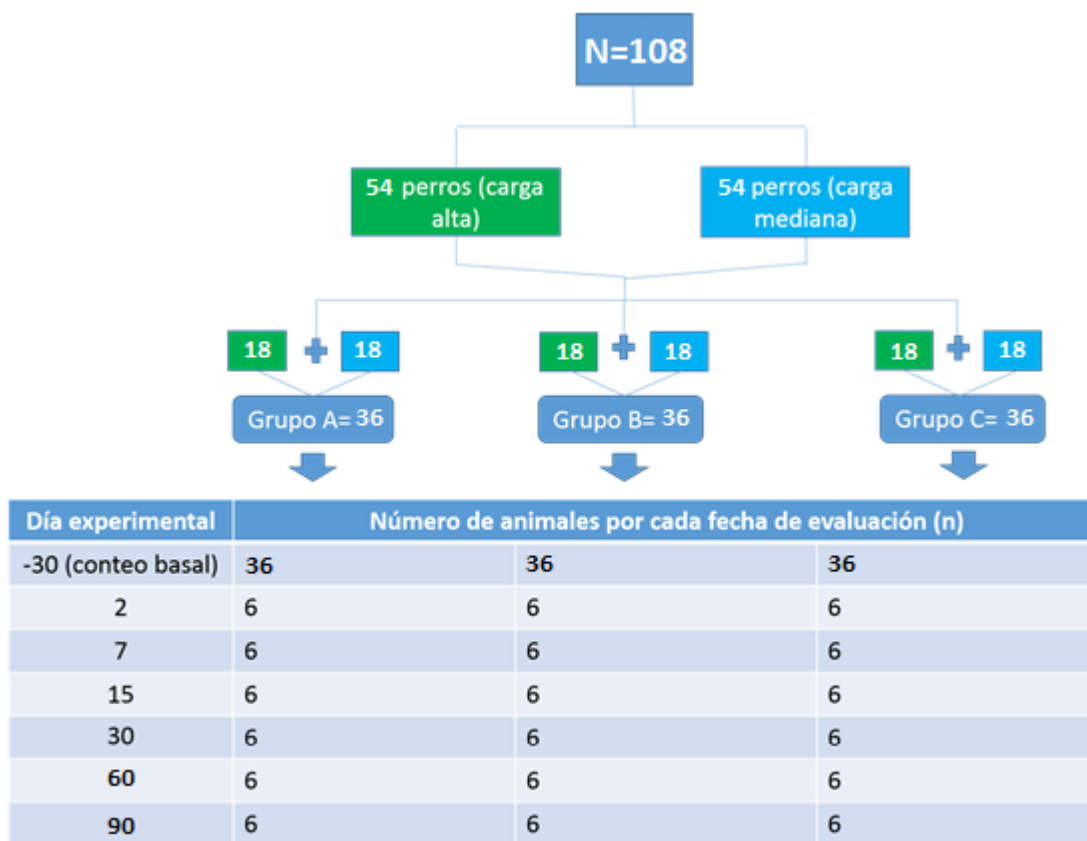 N=108
54 perros (carga
alta)
54 perros (carga
mediana)
18 + 18
18 + 18
18 + 18
Grupo A= 36
Grupo B= 36
Grupo C= 36
Día experimental
Número de animales por cada fecha de evaluación (n)
-30 (conteo basal) 36 36 36
2 6 6 6
7 6 6 6
15 6 6 6
30 6 6 6
60 6 6 6
90 6 6 6